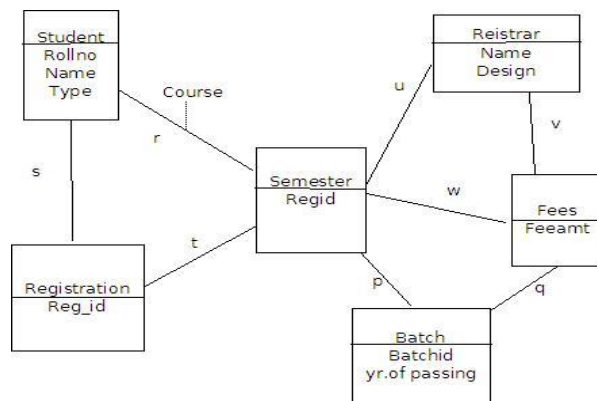 Student
Rollno
Name
Type
Reistrar
Name
Design
Course
u
r
v
s
Semester
Regid
w
Fees
Feeamt
t
Registration
Reg_id
p
q
Batch
Batchid
yr.of passing